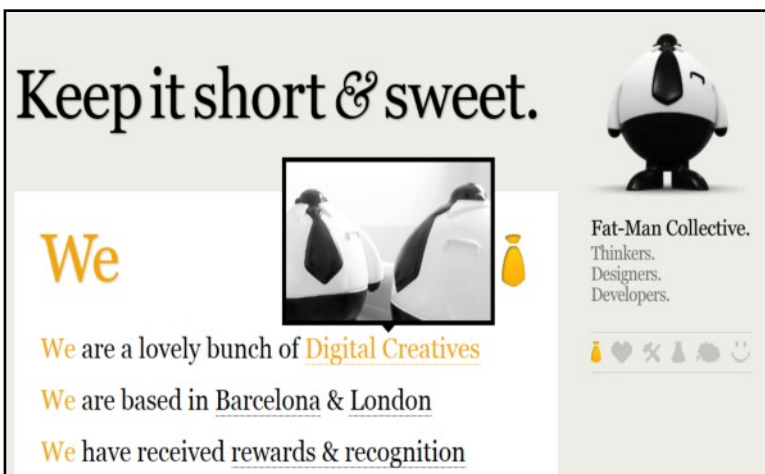 Keep it short & sweet.
We
We are a lovely bunch of Digital Creatives
We are based in Barcelona & London
We have received rewards & recognition
Fat-Man Collective.
Thinkers.
Designers.
Developers.